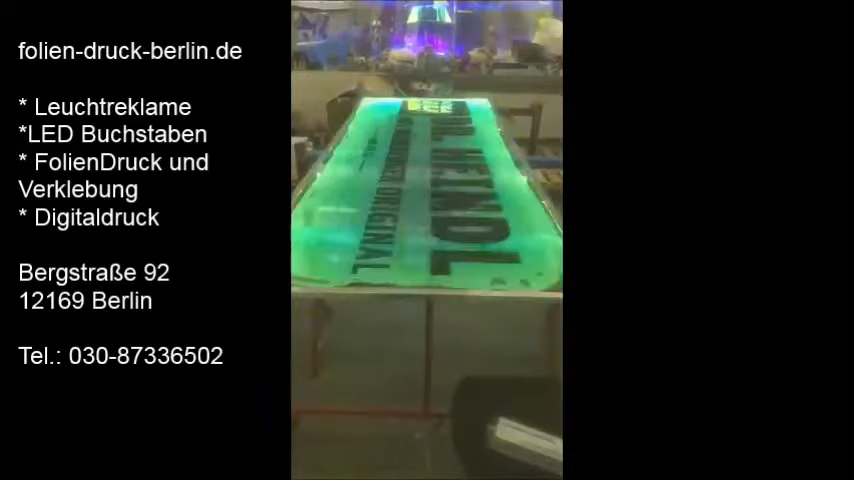 folien-druck-berlin.de
* Leuchtreklame
*LED Buchstaben
* FolienDruck und
Verklebung
* Digitaldruck
Bergstraße 92
12169 Berlin
Tel.: 030-87336502
HEINDL
ORIGINAL